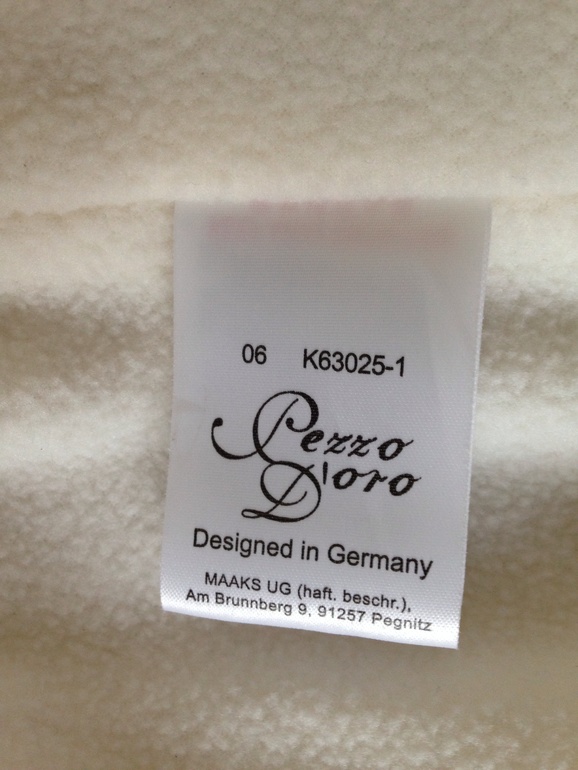 06 K63025-1
Pezzo
D'oro
Designed in Germany
MAAKS UG (haft. beschr.),
Am Brunnberg 9, 91257 Pegnitz